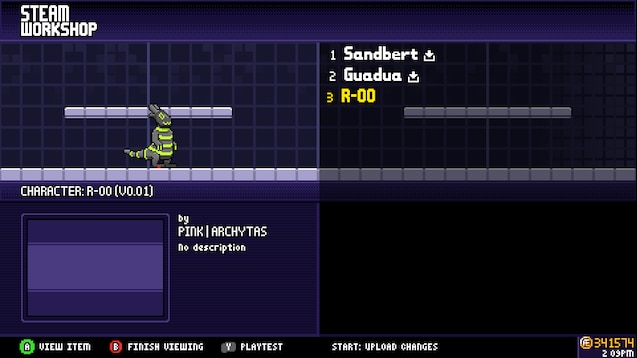 STEAM
WORKSHOP
1 Sandbert
2 Guadua
3 R-00
CHARACTER: R-00 (V0.01)
by
PINK|ARCHYTAS
No description
A VIEW ITEM B FINISH VIEWING Y PLAYTEST START: UPLOAD CHANGES
341574
2:09PM